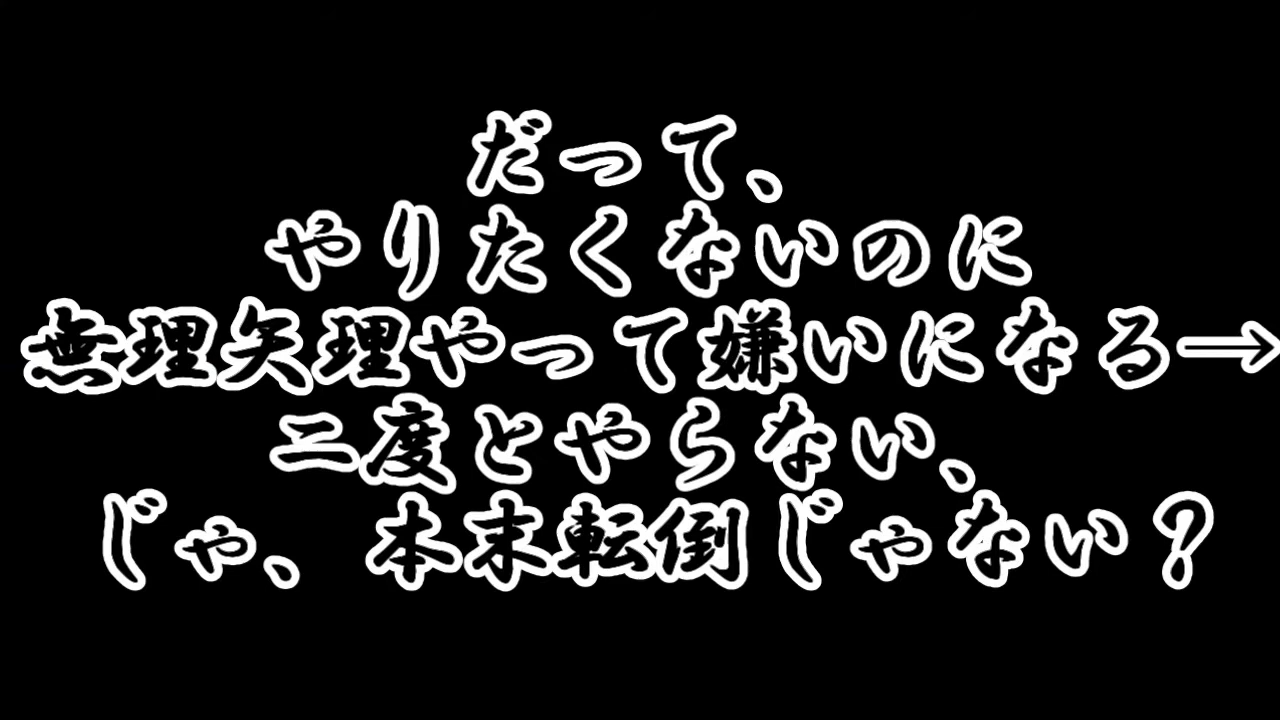 だって、
やりたくないのに
無理矢理やって嫌いになる→
二度とやらない、
じゃ、本末転倒じゃない？